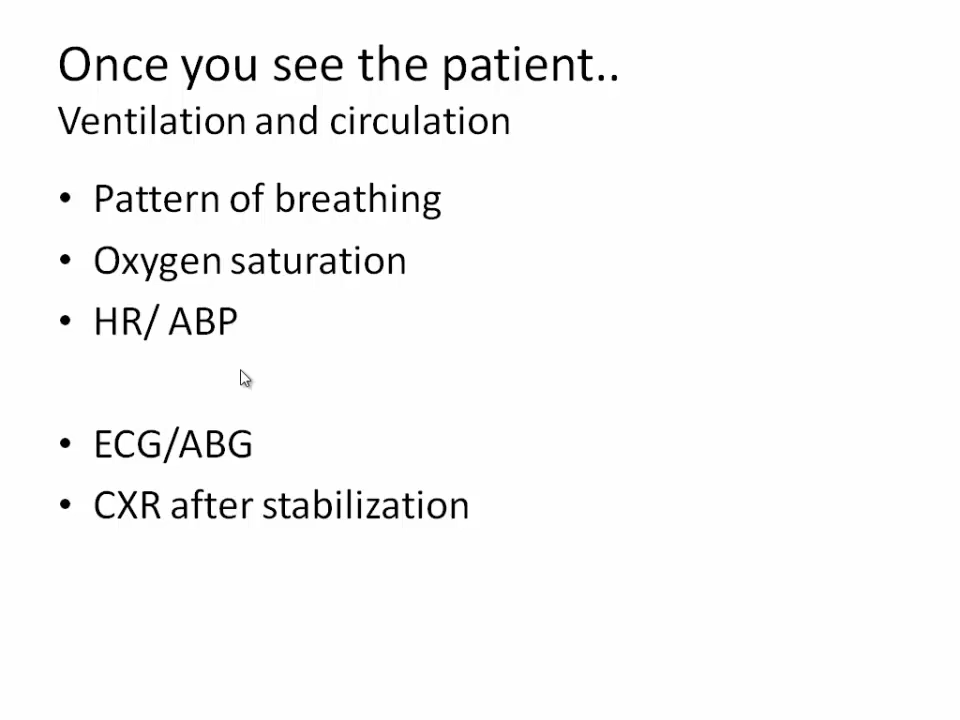 Once you see the patient..
Ventilation and circulation
• Pattern of breathing
• Oxygen saturation
• HR/ ABP
• ECG/ABG
• CXR after stabilization